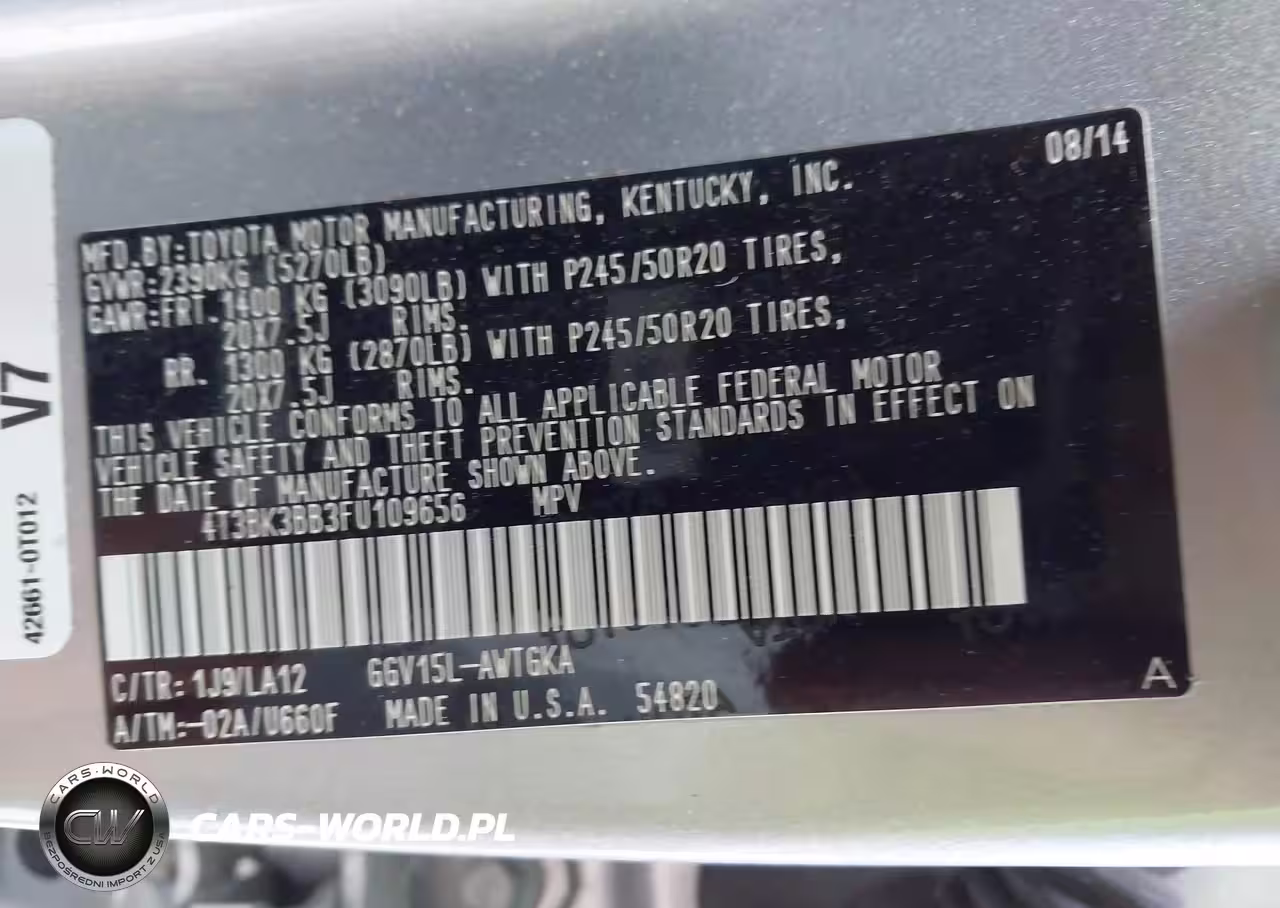 08/14
MFD.BY:TOYOTA MOTOR MANUFACTURING, KENTUCKY, INC.
GVWR:2390KG (5270LB)
GAWR:FRT.1400 KG (3090LB) WITH P245/50R20 TIRES,
20X7.5J RIMS.
RR. 1300 KG (2870LB) WITH P245/50R20 TIRES,
20X7.5J RIMS.
THIS VEHICLE CONFORMS TO ALL APPLICABLE FEDERAL MOTOR
VEHICLE SAFETY AND THEFT PREVENTION STANDARDS IN EFFECT ON
THE DATE OF MANUFACTURE SHOWN ABOVE.
4T3BK3BB3FU109656 MPV
C/TR: 1J9/LA12 GGV15L-AWTGKA
A/TM:-02A/U660F MADE IN U.S.A. 54820
A
42661-0T012 V7
CARS-WORLD
CW
BEZPOŚREDNI IMPORT Z USA
CARS-WORLD.PL